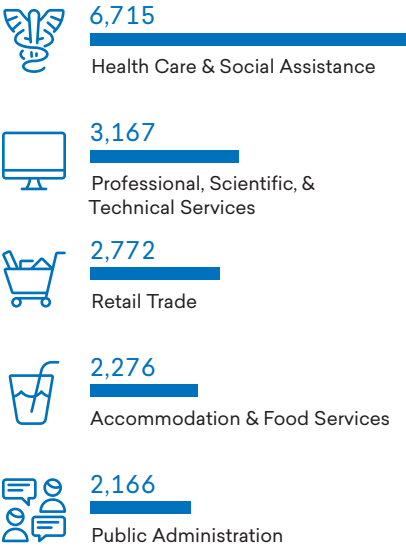 6,715
Health Care & Social Assistance
3,167
Professional, Scientific, &
Technical Services
2,772
Retail Trade
2,276
Accommodation & Food Services
2,166
Public Administration